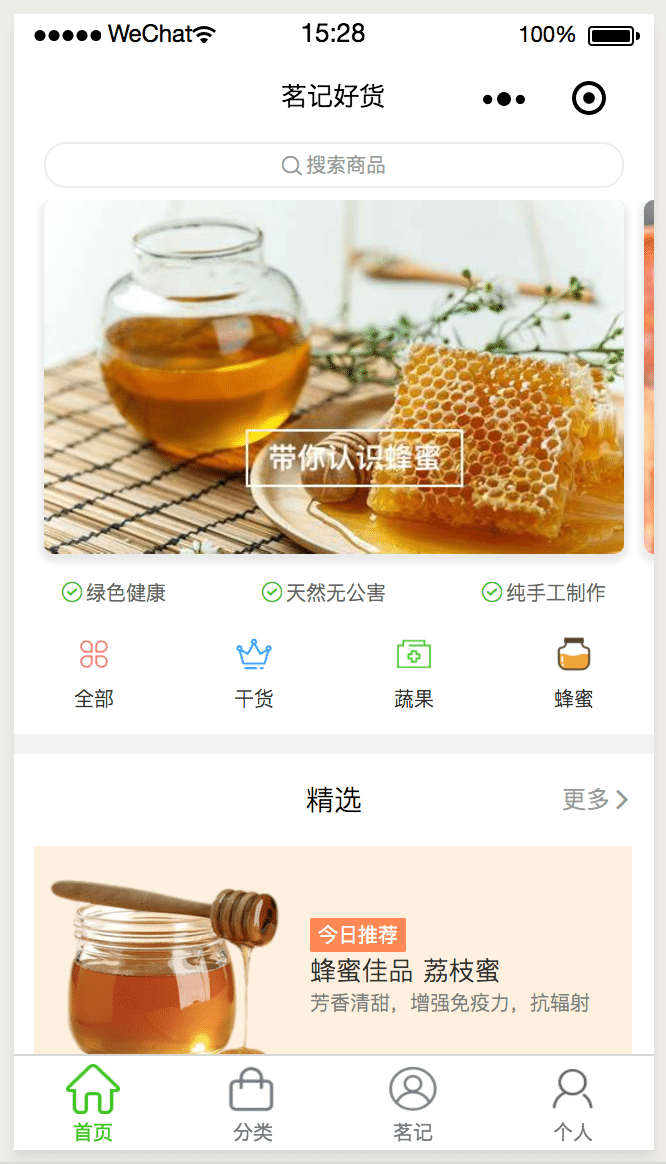 WeChat 15:28 100%
茗记好货
搜索商品
带你认识蜂蜜
绿色健康 天然无公害 纯手工制作
全部 干货 蔬果 蜂蜜
精选 更多
今日推荐
蜂蜜佳品 荔枝蜜
芳香清甜，增强免疫力，抗辐射
首页 分类 茗记 个人